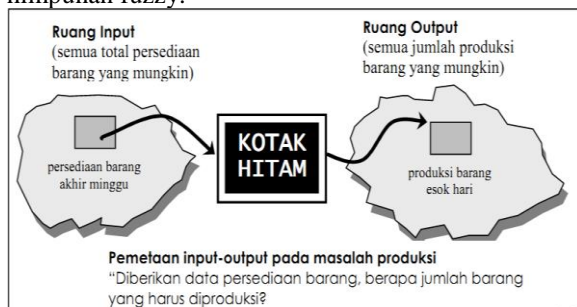 himpunan fuzzy.
Ruang Input
(semua total persediaan
barang yang mungkin)
Ruang Output
(semua jumlah produksi
barang yang mungkin)
persediaan barang
akhir minggu
KOTAK
HITAM
produksi barang
esok hari
Pemetaan input-output pada masalah produksi
“Diberikan data persediaan barang, berapa jumlah barang
yang harus diproduksi?